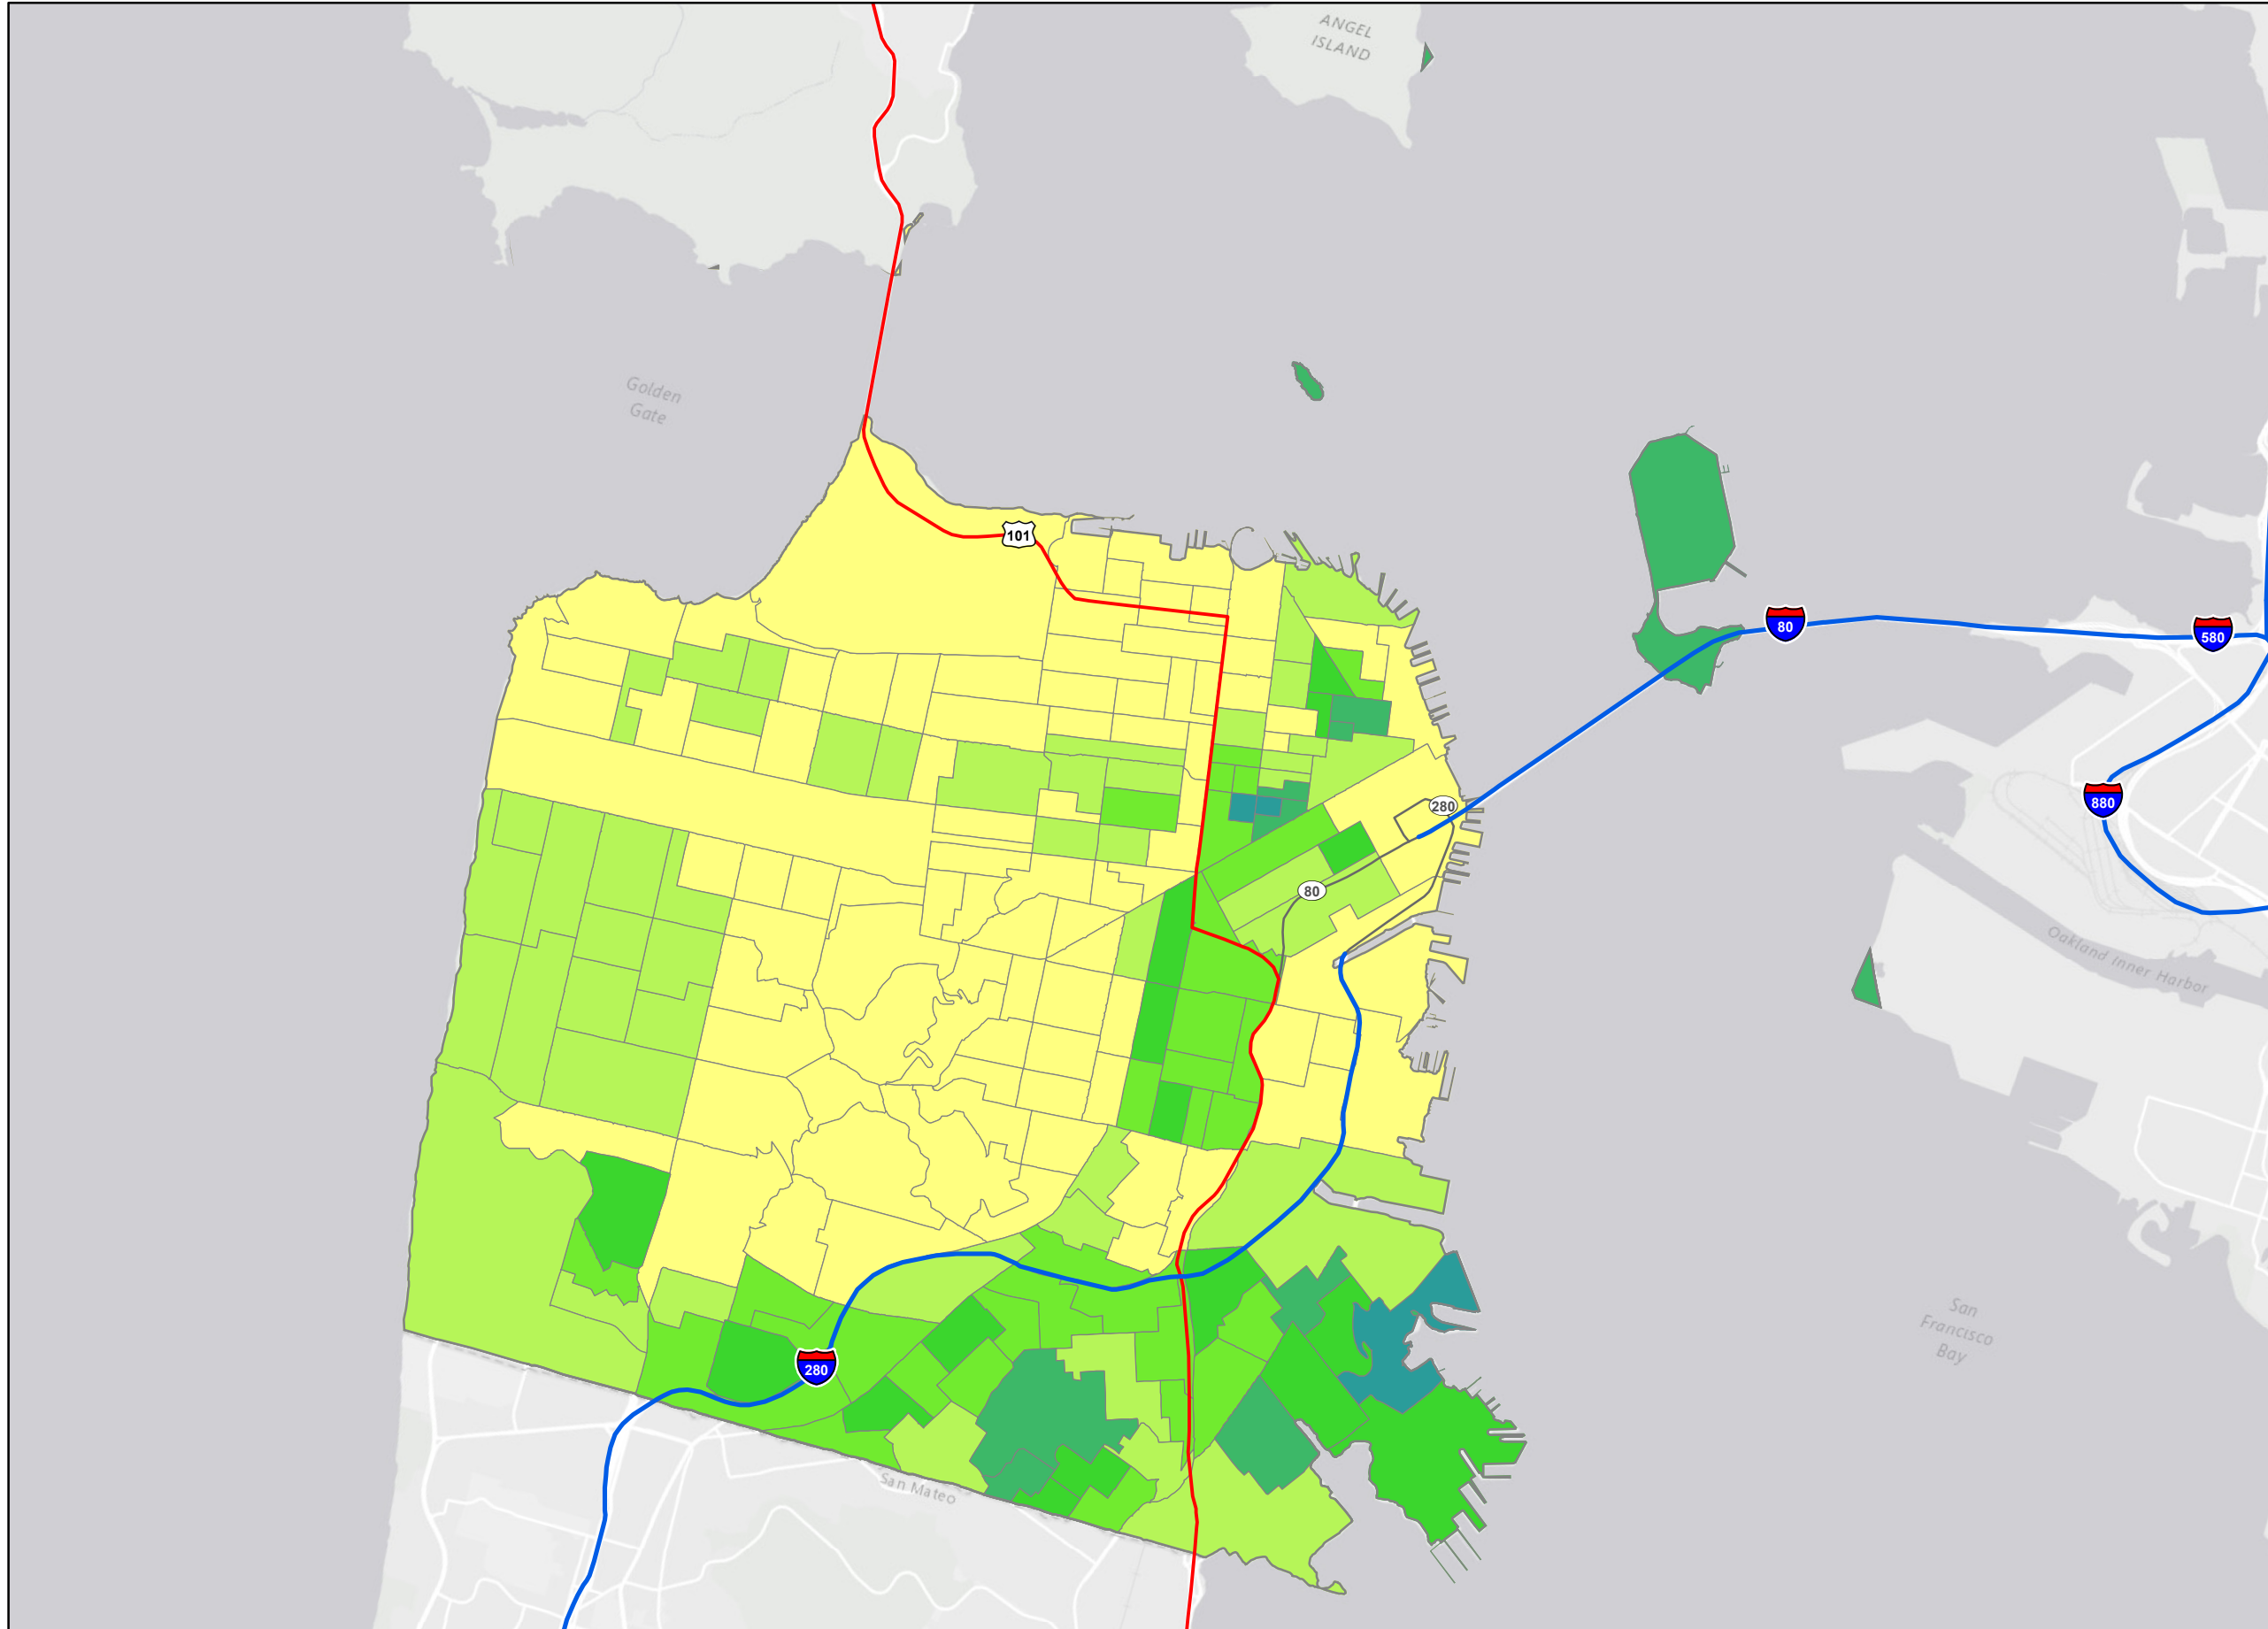 ANGEL
ISLAND
Golden
Gate
101
80
580
280
880
80
Oakland Inner Harbor
San
Francisco
Bay
280
San Mateo